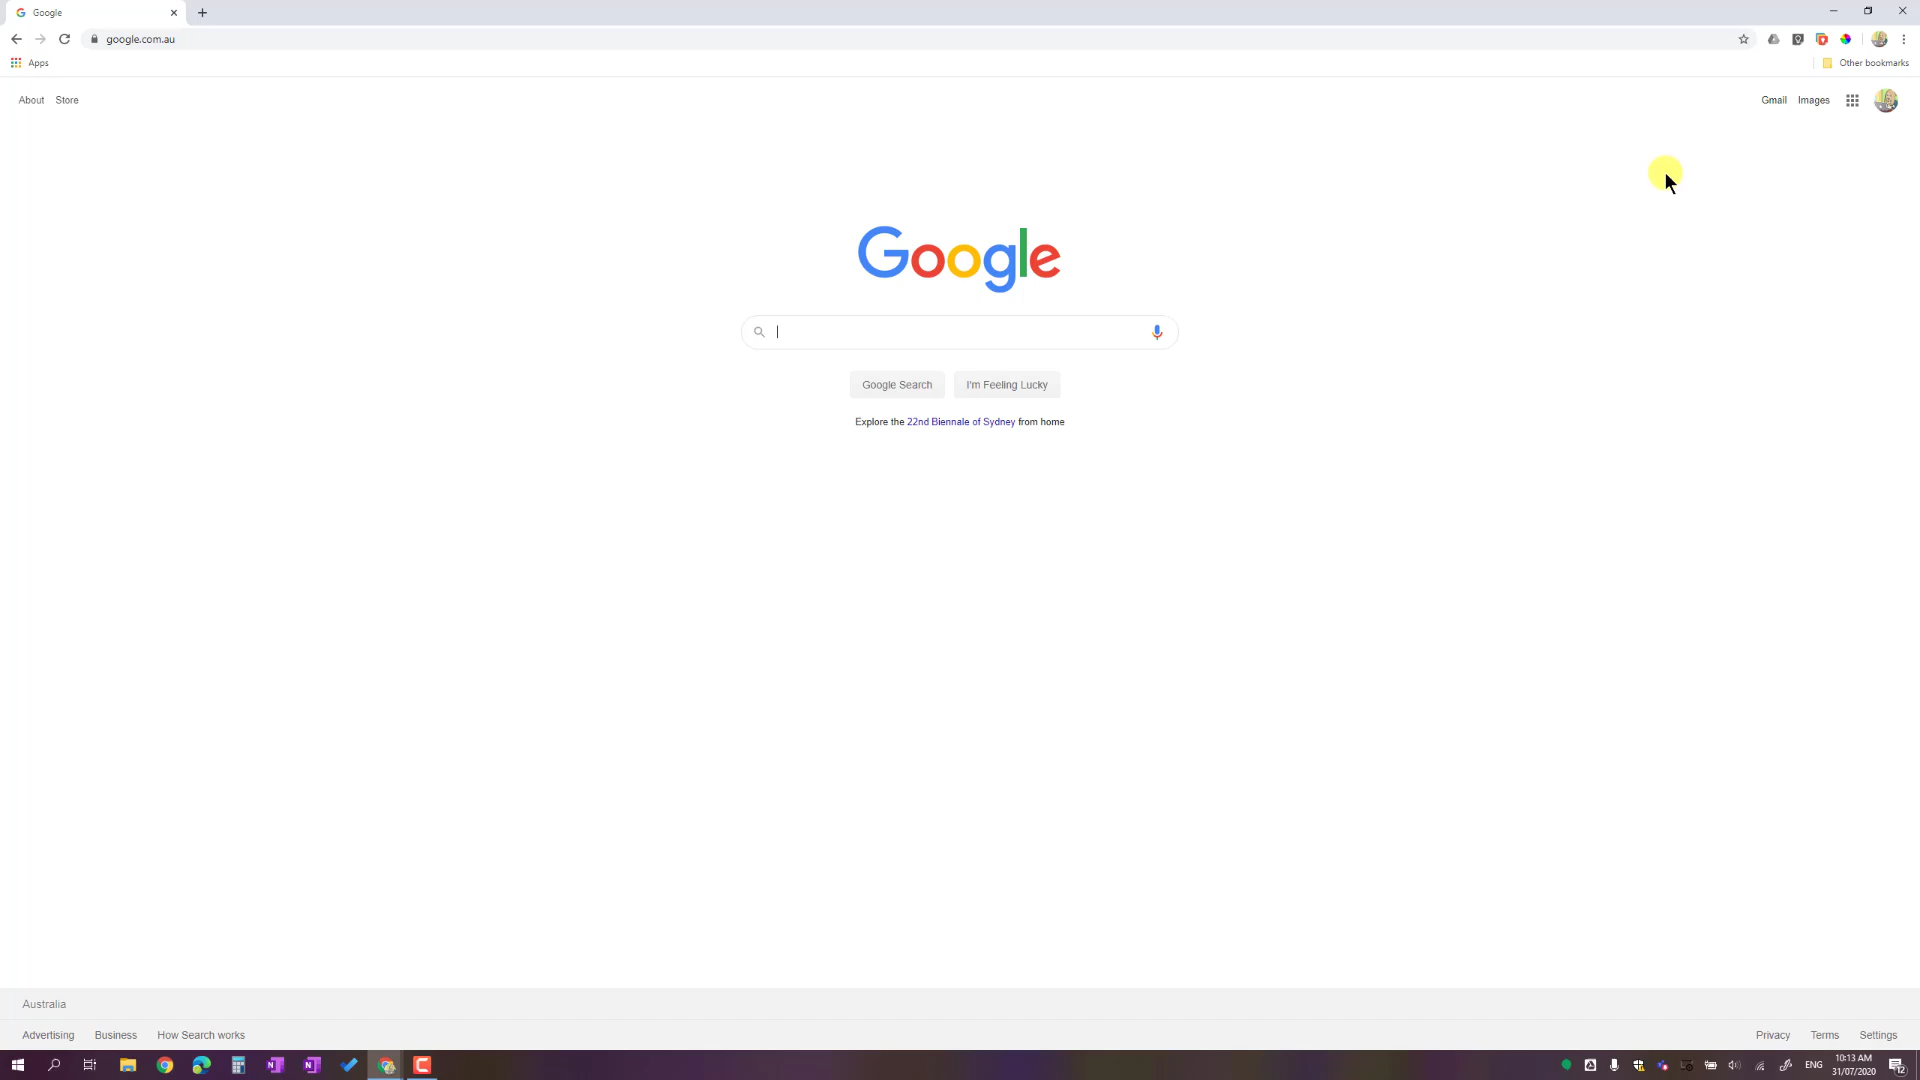 Google
google.com.au
Apps
Other bookmarks
About Store
Gmail Images
Google
Google Search
I'm Feeling Lucky
Explore the 22nd Biennale of Sydney from home
Australia
Advertising Business How Search works
Privacy Terms Settings
N
N
ENG
10:13 AM
31/07/2020
12